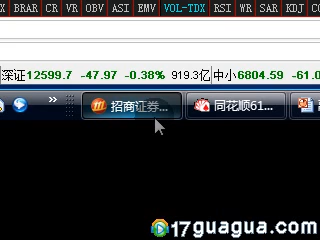 BRAR CR VR OBV ASI EMV VOL-TDX RSI WR SAR KDJ
深证12599.7 -47.97 -0.38% 919.3亿 中小6804.59 -61.0
» 招商证券... 同花顺61...
17guagua.com